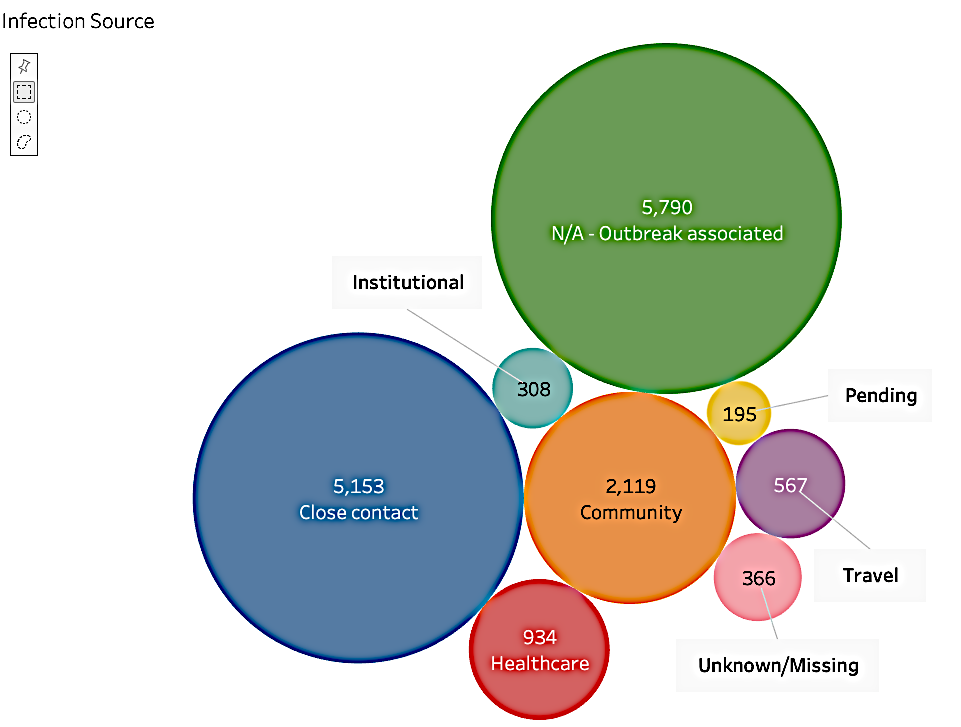 Infection Source
5,790
N/A - Outbreak associated
Institutional
308
Pending
195
5,153
Close contact
2,119
Community
567
Travel
366
Unknown/Missing
934
Healthcare